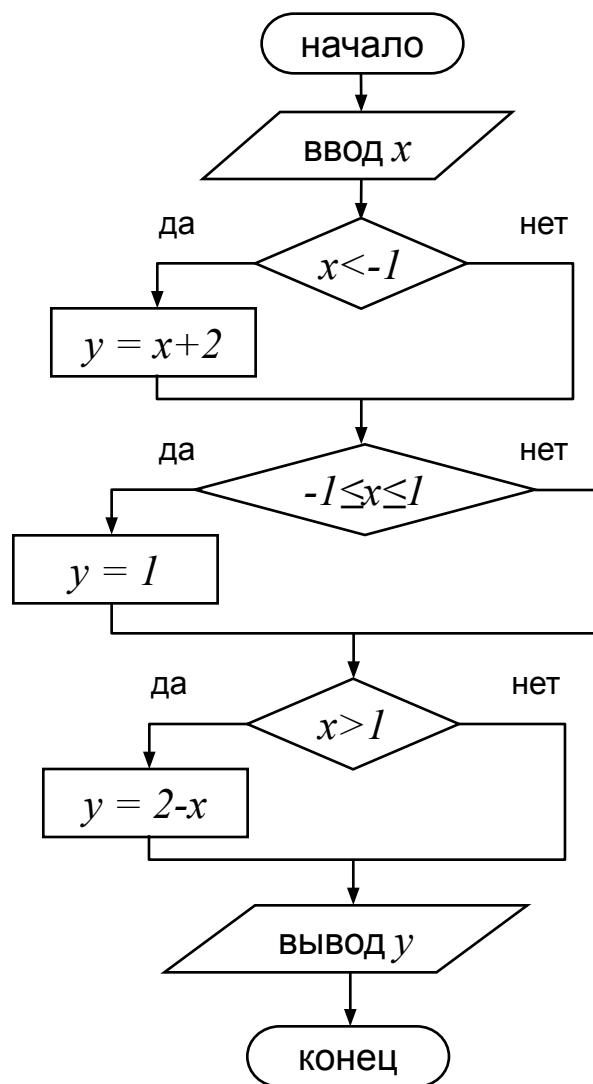 начало
ввод x
да нет
x<-1
y = x+2
да нет
-1≤x≤1
y = 1
да нет
x>1
y = 2-x
вывод y
конец